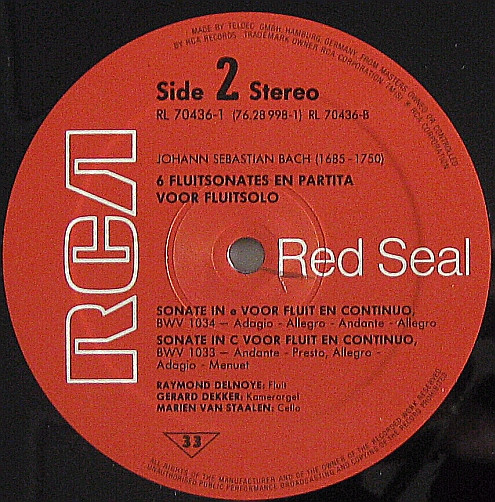 MADE BY TELDEC GMBH, HAMBURG, GERMANY, FROM MASTERS OWNED OR CONTROLLED
BY RCA RECORDS TRADEMARK OWNER RCA CORPORATION. TM(S) ® RCA CORPORATION
Side 2 Stereo
RL 70436-1 (76.28 998-1) RL 70436-B
JOHANN SEBASTIAN BACH (1685-1750)
6 FLUITSONATES EN PARTITA
VOOR FLUITSOLO
RCA
Red Seal
SONATE IN e VOOR FLUIT EN CONTINUO,
BWV 1034 — Adagio - Allegro - Andante - Allegro
SONATE IN C VOOR FLUIT EN CONTINUO,
BWV 1033 — Andante - Presto, Allegro -
Adagio - Menuet
RAYMOND DELNOYE: Fluit
GERARD DEKKER: Kamerorgel
MARIEN VAN STAALEN: Cello
33
ALL RIGHTS OF THE MANUFACTURER AND OF THE OWNER OF THE RECORDED WORK RESERVED.
UNAUTHORISED PUBLIC PERFORMANCE BROADCASTING AND COPYING OF THE RECORDS PROHIBITED.